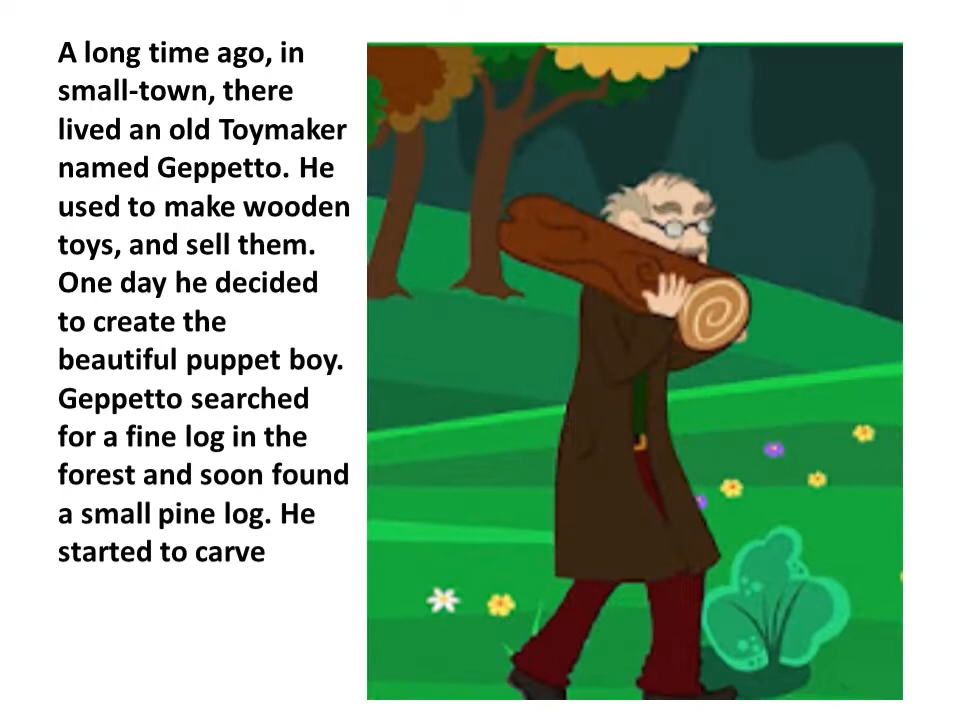 A long time ago, in
small-town, there
lived an old Toymaker
named Geppetto. He
used to make wooden
toys, and sell them.
One day he decided
to create the
beautiful puppet boy.
Geppetto searched
for a fine log in the
forest and soon found
a small pine log. He
started to carve